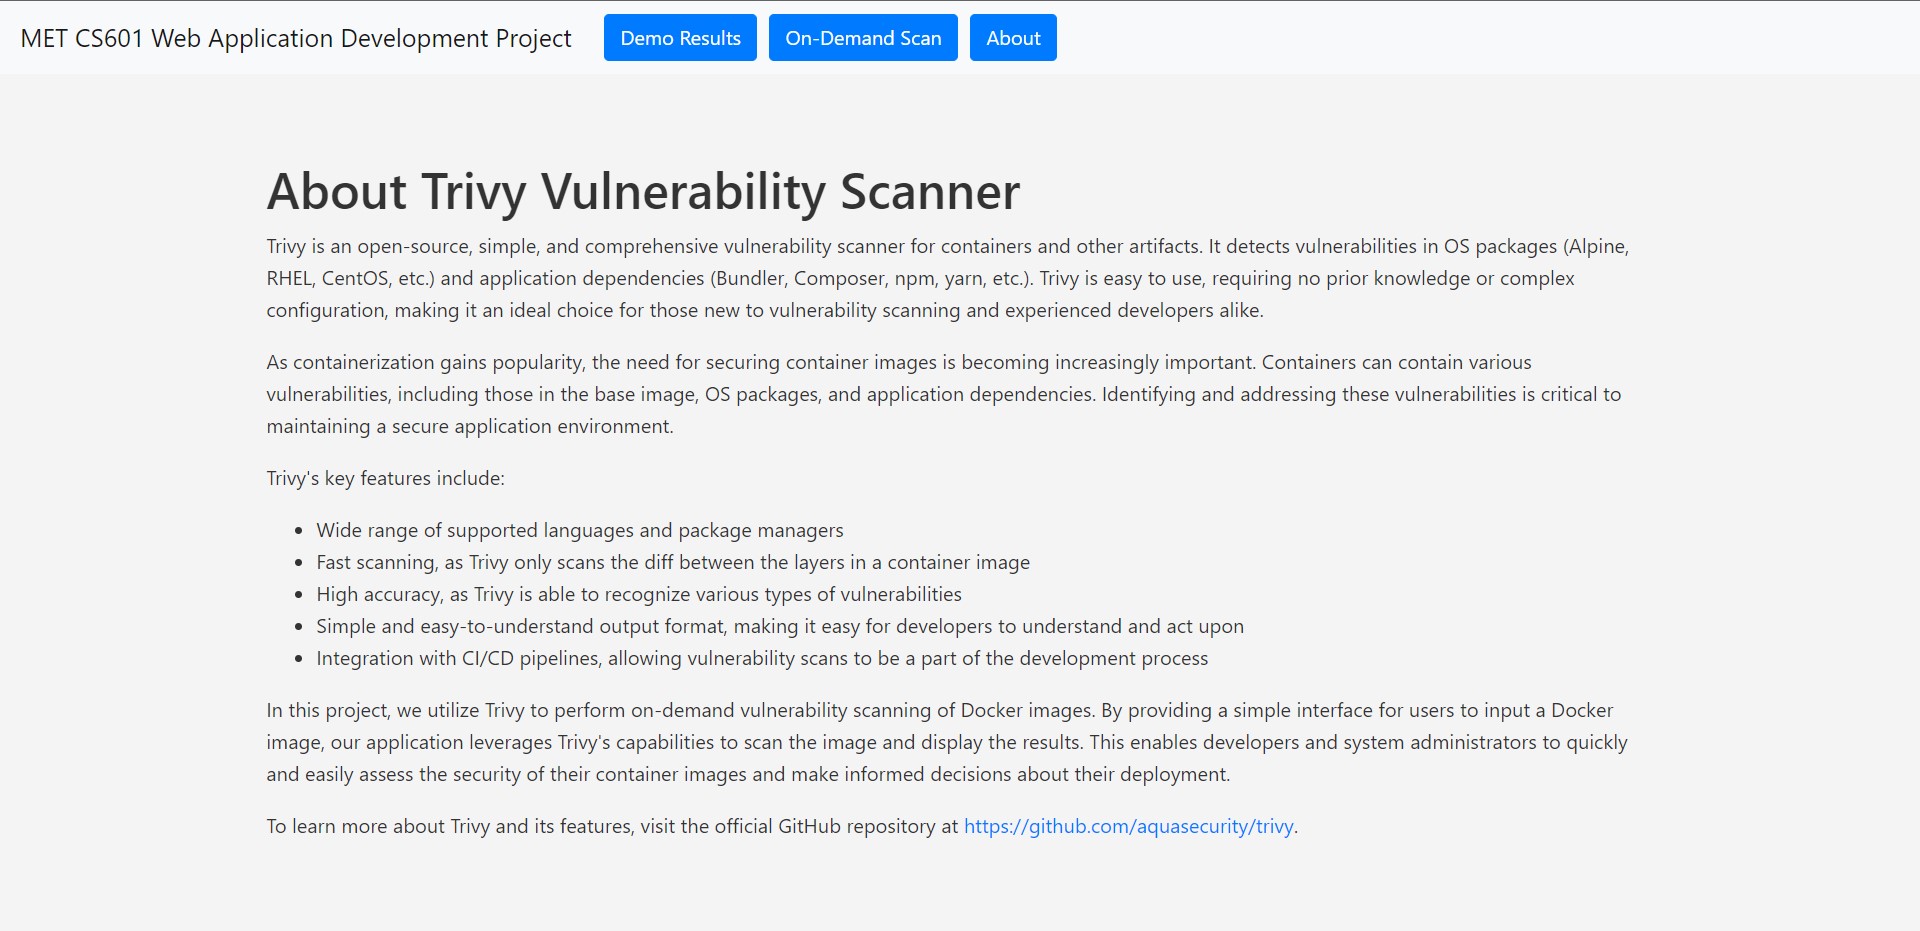 MET CS601 Web Application Development Project
Demo Results
On-Demand Scan
About
About Trivy Vulnerability Scanner
Trivy is an open-source, simple, and comprehensive vulnerability scanner for containers and other artifacts. It detects vulnerabilities in OS packages (Alpine,
RHEL, CentOS, etc.) and application dependencies (Bundler, Composer, npm, yarn, etc.). Trivy is easy to use, requiring no prior knowledge or complex
configuration, making it an ideal choice for those new to vulnerability scanning and experienced developers alike.
As containerization gains popularity, the need for securing container images is becoming increasingly important. Containers can contain various
vulnerabilities, including those in the base image, OS packages, and application dependencies. Identifying and addressing these vulnerabilities is critical to
maintaining a secure application environment.
Trivy's key features include:
• Wide range of supported languages and package managers
• Fast scanning, as Trivy only scans the diff between the layers in a container image
• High accuracy, as Trivy is able to recognize various types of vulnerabilities
• Simple and easy-to-understand output format, making it easy for developers to understand and act upon
• Integration with CI/CD pipelines, allowing vulnerability scans to be a part of the development process
In this project, we utilize Trivy to perform on-demand vulnerability scanning of Docker images. By providing a simple interface for users to input a Docker
image, our application leverages Trivy's capabilities to scan the image and display the results. This enables developers and system administrators to quickly
and easily assess the security of their container images and make informed decisions about their deployment.
To learn more about Trivy and its features, visit the official GitHub repository at https://github.com/aquasecurity/trivy.